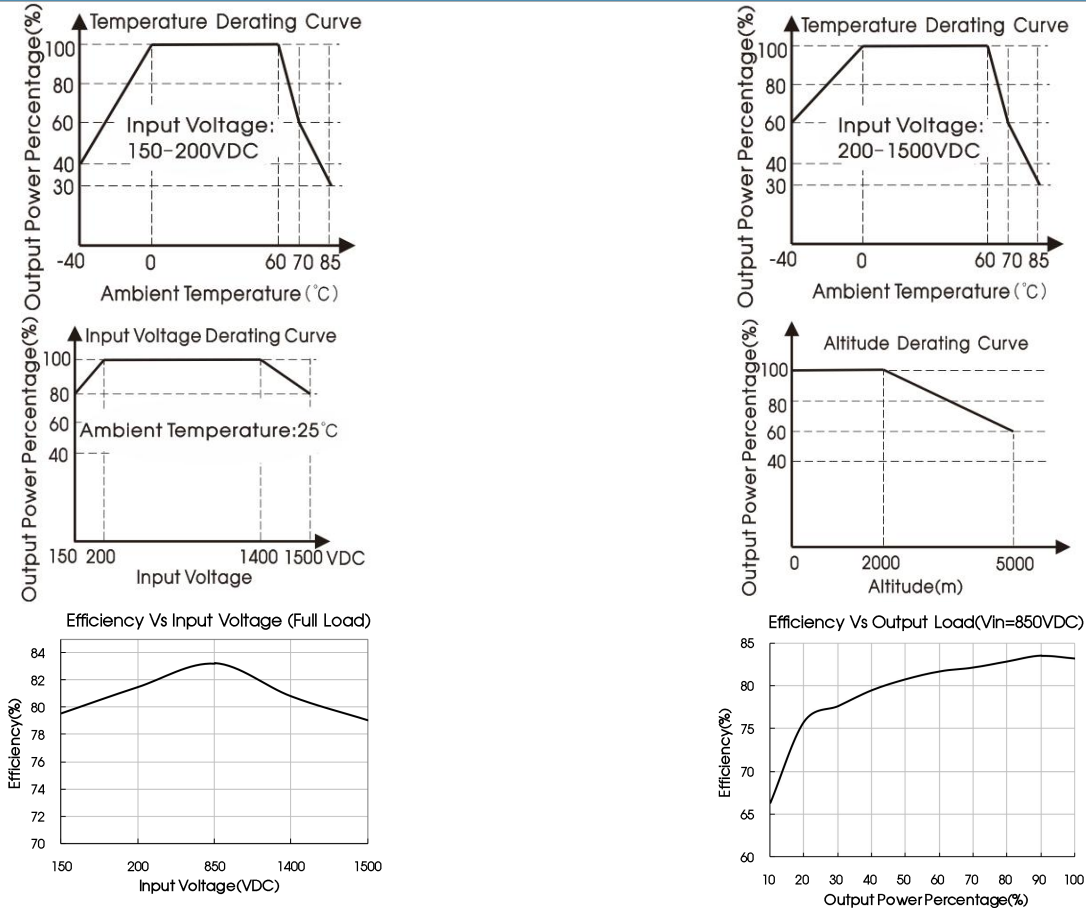 Temperature Derating Curve
Output Power Percentage(%)
100
80
60
40
30
Input Voltage:
150-200VDC
-40 0 60 70 85
Ambient Temperature(℃)
Temperature Derating Curve
Output Power Percentage(%)
100
80
60
40
30
Input Voltage:
200-1500VDC
-40 0 60 70 85
Ambient Temperature(℃)
Input Voltage Derating Curve
Output Power Percentage(%)
100
80
60
40
Ambient Temperature:25℃
150 200 1400 1500 VDC
Input Voltage
Altitude Derating Curve
Output Power Percentage(%)
100
80
60
40
0 2000 5000
Altitude(m)
Efficiency Vs Input Voltage (Full Load)
Efficiency(%)
84
82
80
78
76
74
72
70
150 200 850 1400 1500
Input Voltage(VDC)
Efficiency Vs Output Load(Vin=850VDC)
Efficiency(%)
85
80
75
70
65
60
10 20 30 40 50 60 70 80 90 100
Output Power Percentage(%)